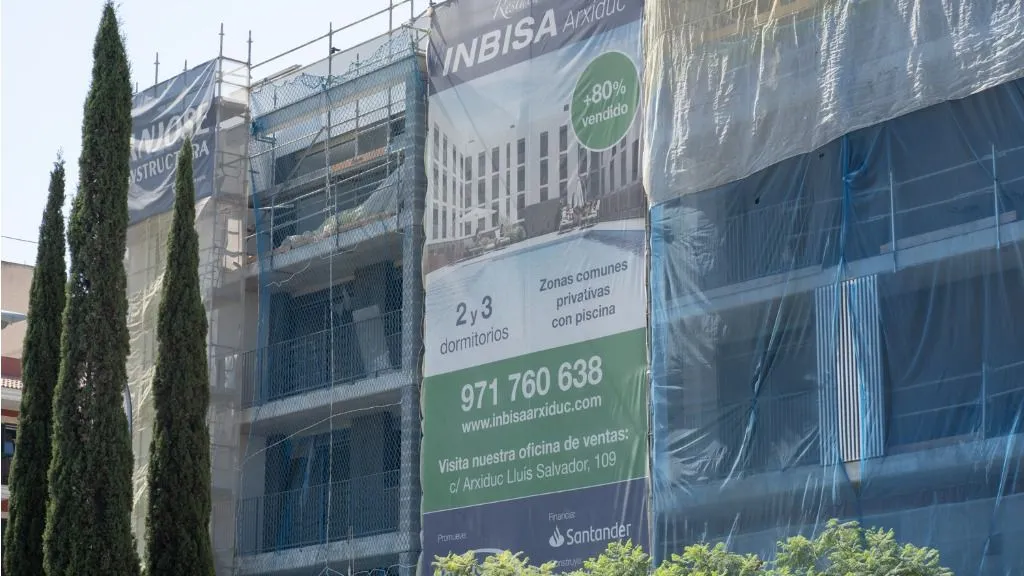 INBISA Arxiduc
+80%
vendido
2 y 3
dormitorios
Zonas comunes
privativas
con piscina
971 760 638
www.inbisaarxiduc.com
Visita nuestra oficina de ventas:
c/ Arxiduc Lluís Salvador, 109
Promueve:
Financia:
Santander